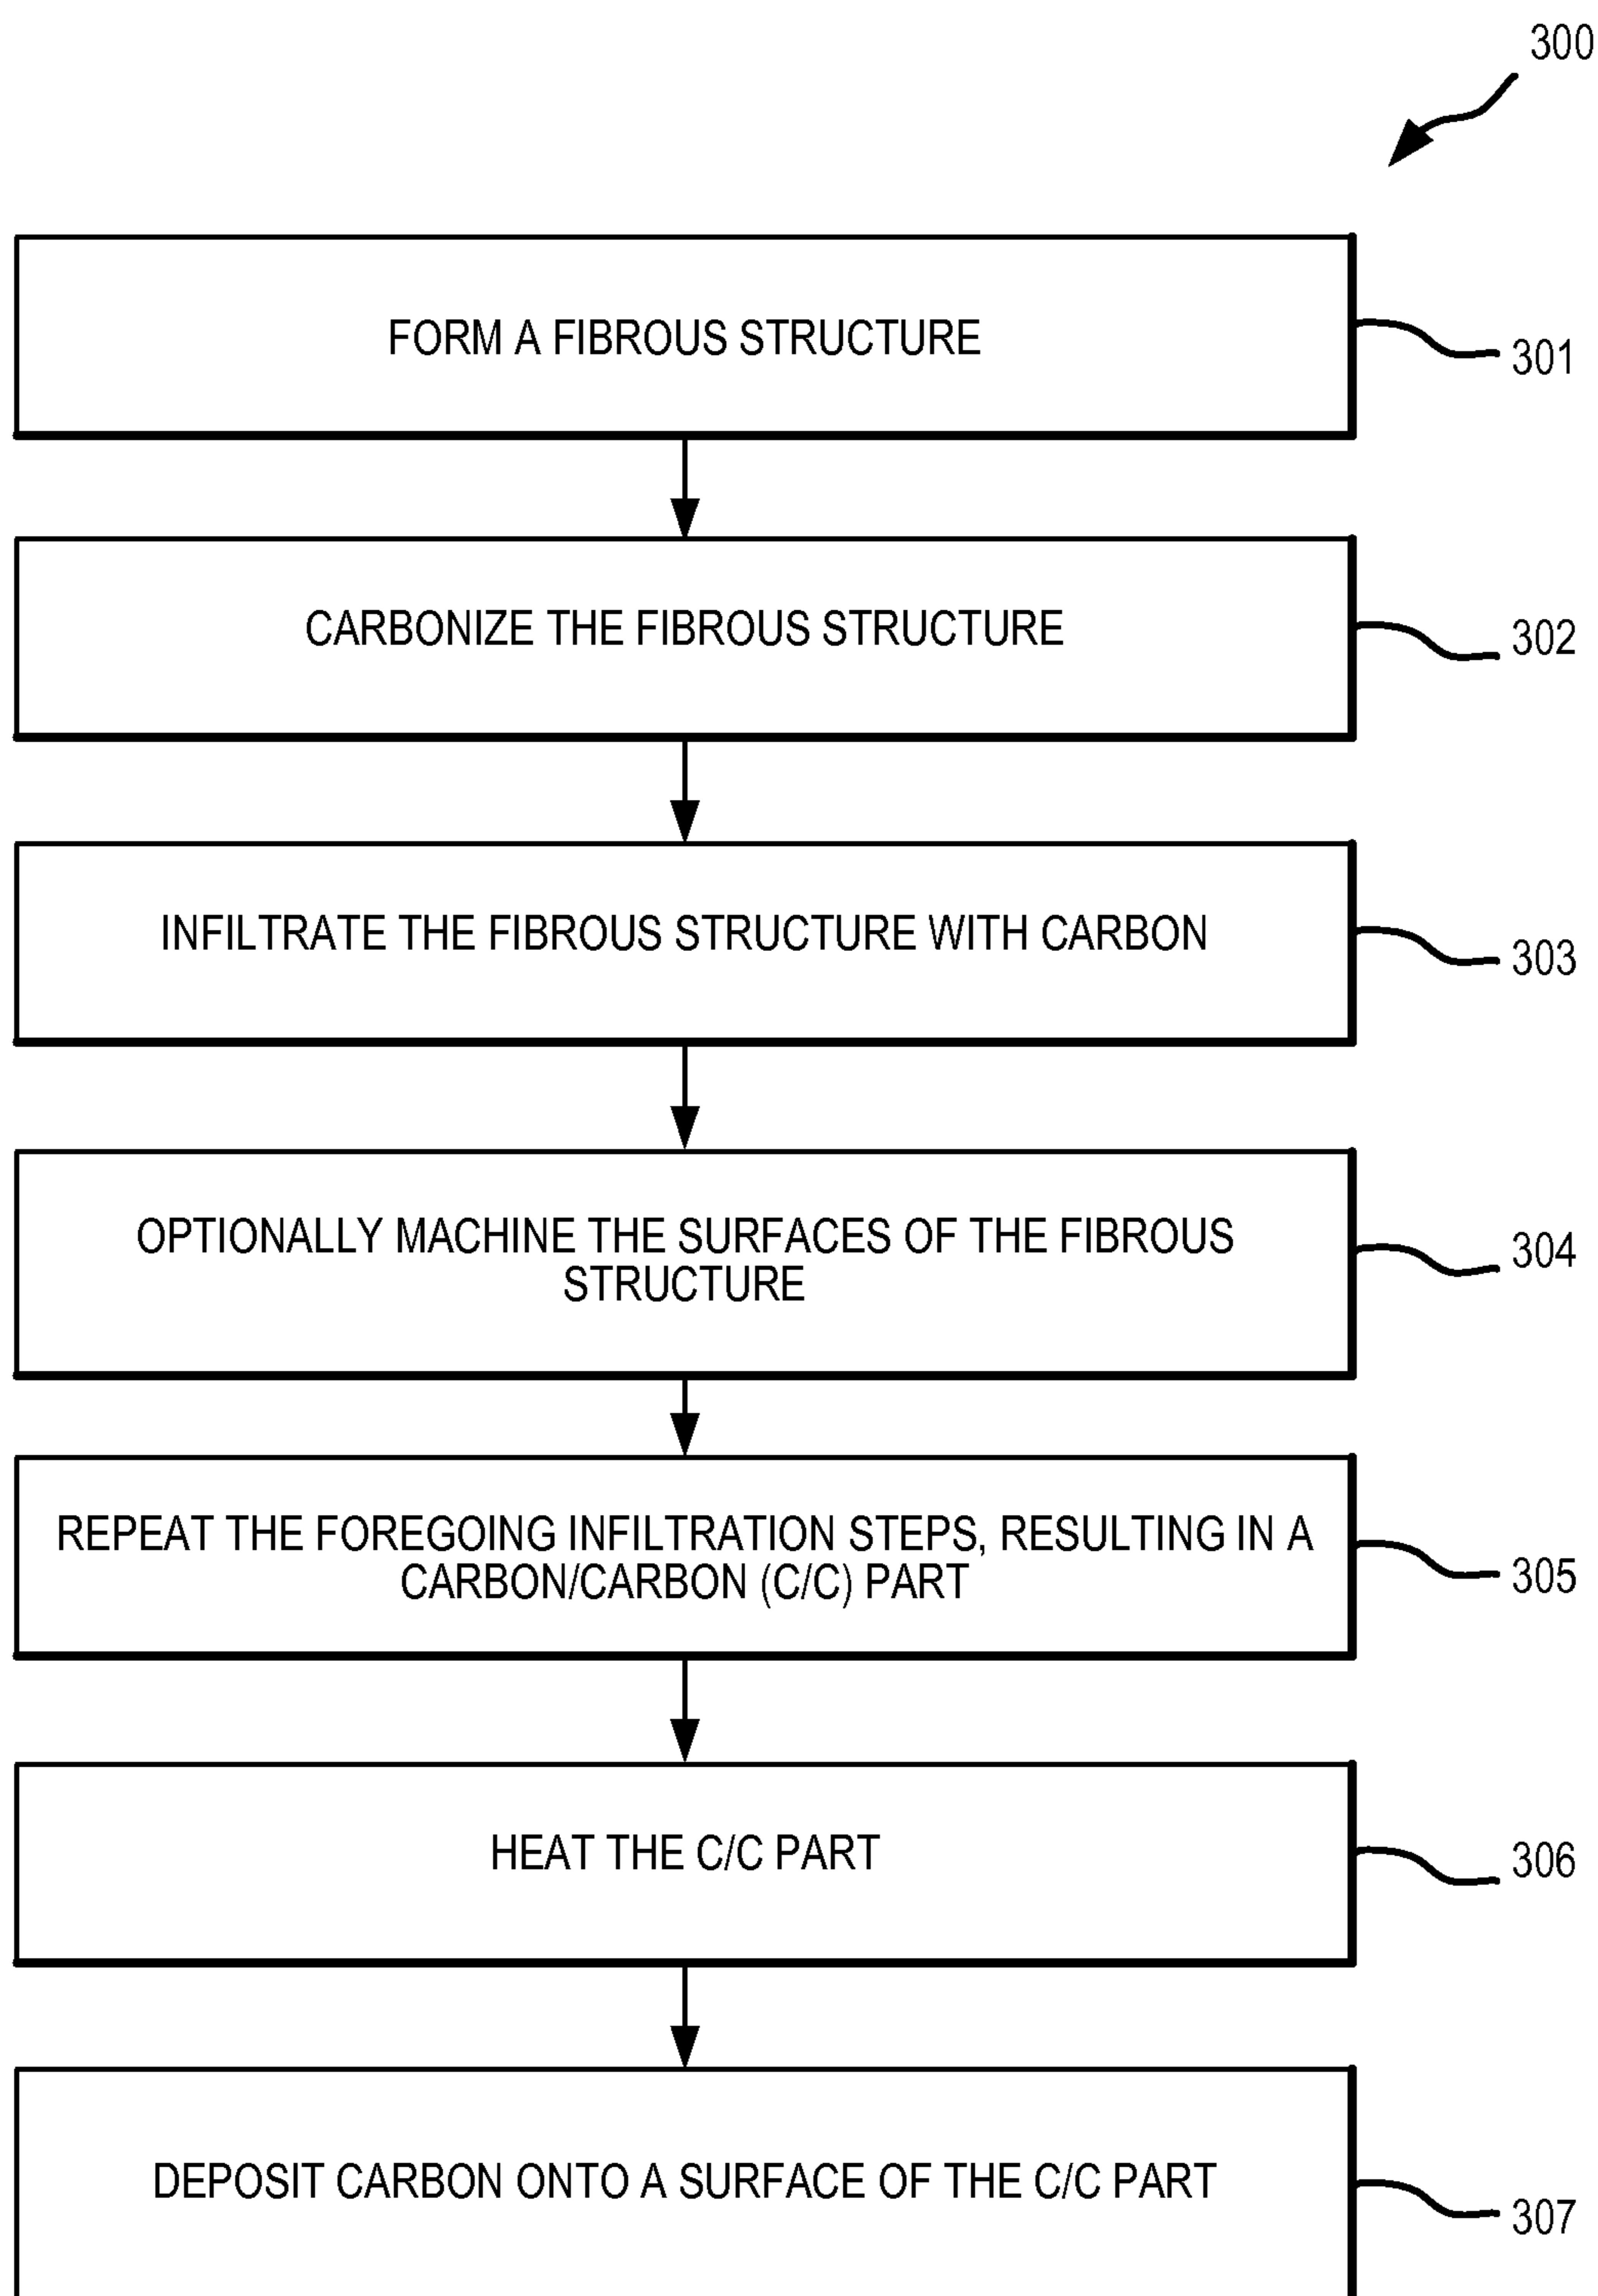 300
FORM A FIBROUS STRUCTURE
301
CARBONIZE THE FIBROUS STRUCTURE
302
INFILTRATE THE FIBROUS STRUCTURE WITH CARBON
303
OPTIONALLY MACHINE THE SURFACES OF THE FIBROUS
STRUCTURE
304
REPEAT THE FOREGOING INFILTRATION STEPS, RESULTING IN A
CARBON/CARBON (C/C) PART
305
HEAT THE C/C PART
306
DEPOSIT CARBON ONTO A SURFACE OF THE C/C PART
307